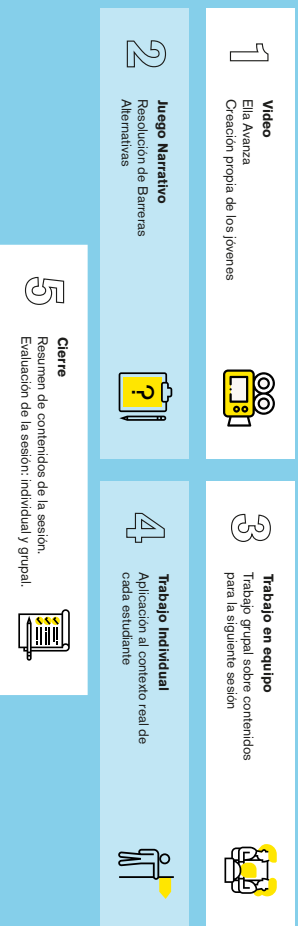 1
Video
Ella Avanza
Creación propia de los jóvenes
2
Juego Narrativo
Resolución de Barreras
Alternativas
3
Trabajo en equipo
Trabajo grupal sobre contenidos
para la siguiente sesión
4
Trabajo Individual
Aplicación al contexto real de
cada estudiante
5
Cierre
Resumen de contenidos de la sesión.
Evaluación de la sesión: individual y grupal.
?